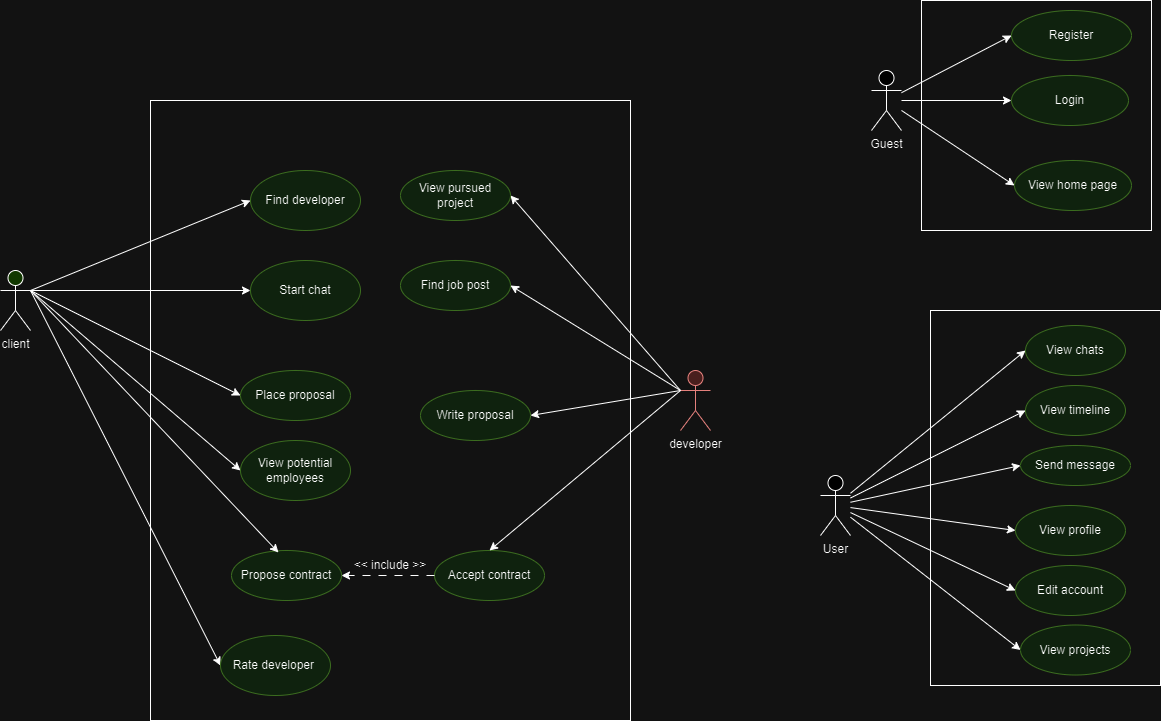 Register
Login
Guest
View home page
Find developer
View pursued
project
Start chat
Find job post
client
Place proposal
Write proposal
developer
View potential
employees
Propose contract
<< include >>
Accept contract
Rate developer
View chats
View timeline
Send message
View profile
User
Edit account
View projects